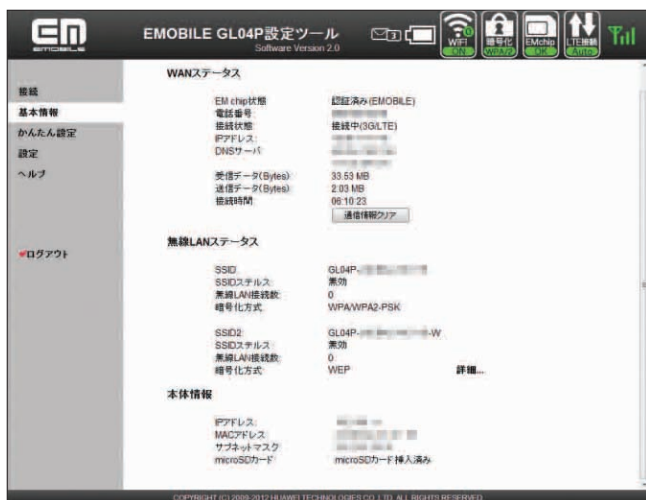 EM
EMOBILE
EMOBILE GL04P設定ツール
Software Version 2.0
3
WiFi
ON
暗号化
WPA/2
EMchip
OK
LTE接続
Auto
接続
基本情報
かんたん設定
設定
ヘルプ
ログアウト
WANステータス
EM chip状態 認証済み(EMOBILE)
電話番号:
接続状態 接続中(3G/LTE)
IPアドレス:
DNSサーバ
受信データ(Bytes) 33.53 MB
送信データ(Bytes) 2.03 MB
接続時間 06:10:23
通信情報クリア
無線LANステータス
SSID: GL04P-
SSIDステルス: 無効
無線LAN接続数: 0
暗号化方式: WPA/WPA2-PSK
SSID2: GL04P- -W
SSIDステルス: 無効
無線LAN接続数: 0
暗号化方式: WEP 詳細...
本体情報
IPアドレス:
MACアドレス:
サブネットマスク:
microSDカード: microSDカード挿入済み
COPYRIGHT (C) 2009-2012 HUAWEI TECHNOLOGIES CO.,LTD. ALL RIGHTS RESERVED